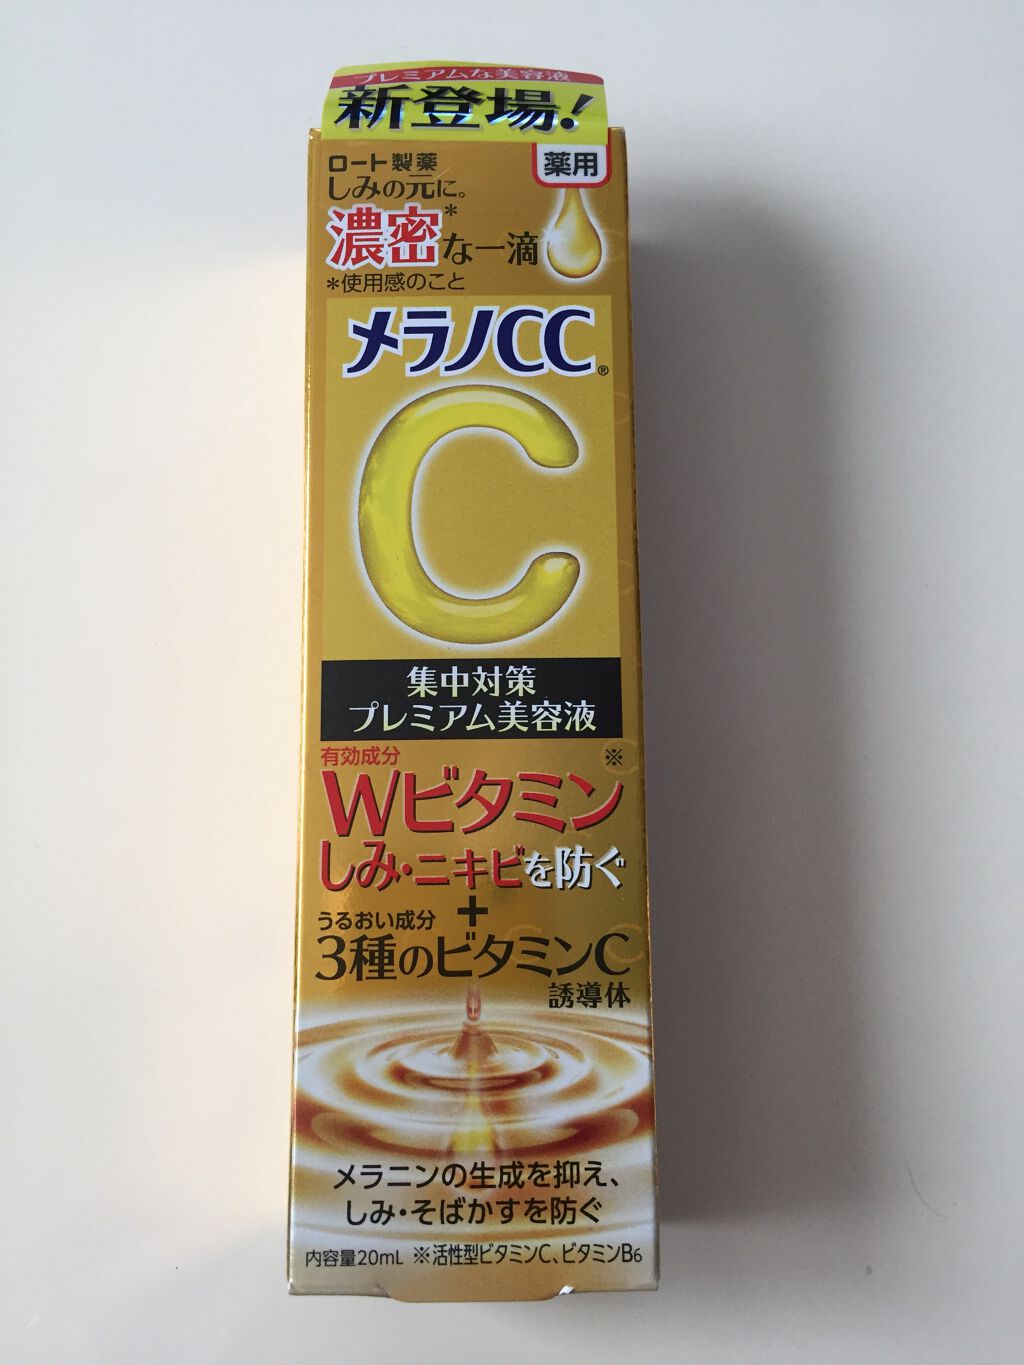 プレミアムな美容液
新登場!
ロート製薬
薬用
しみの元に。
濃密*な一滴
*使用感のこと
メラノCC®
C
集中対策
プレミアム美容液
有効成分
Wビタミン※
しみ・ニキビを防ぐ
+
うるおい成分
3種のビタミンC
誘導体
メラニンの生成を抑え、
しみ・そばかすを防ぐ
内容量20mL ※活性型ビタミンC、ビタミンB6